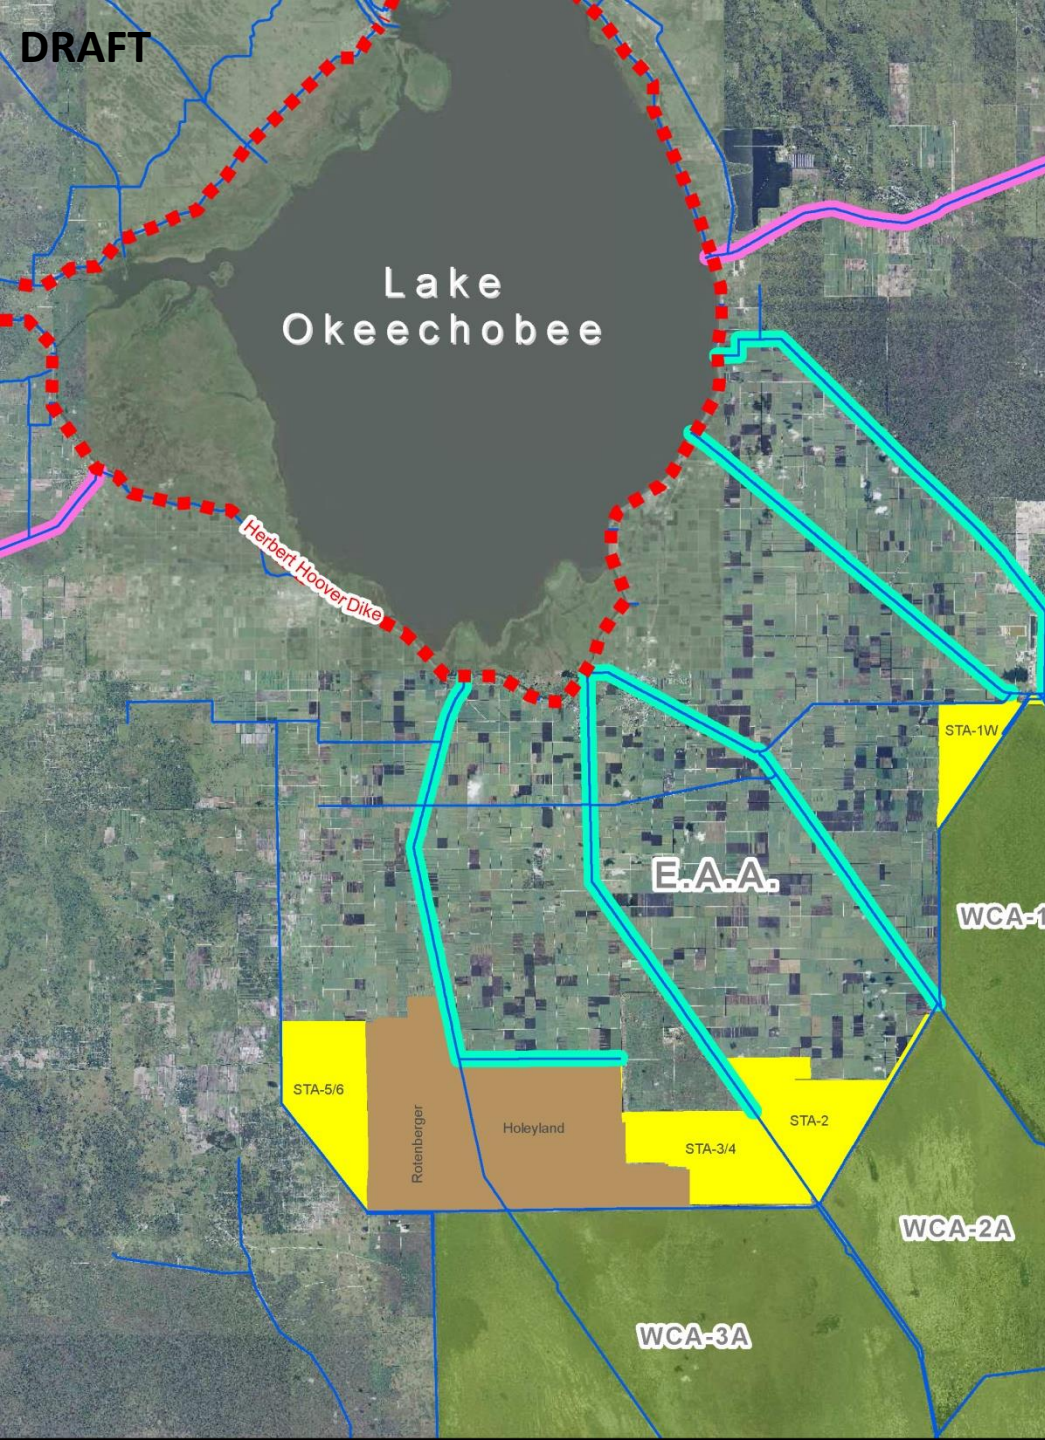 DRAFT
Lake
Okeechobee
Herbert Hoover Dike
STA-1W
E.A.A.
WCA-1
STA-5/6
Rotenberger
Holeyland
STA-2
STA-3/4
WCA-2A
WCA-3A